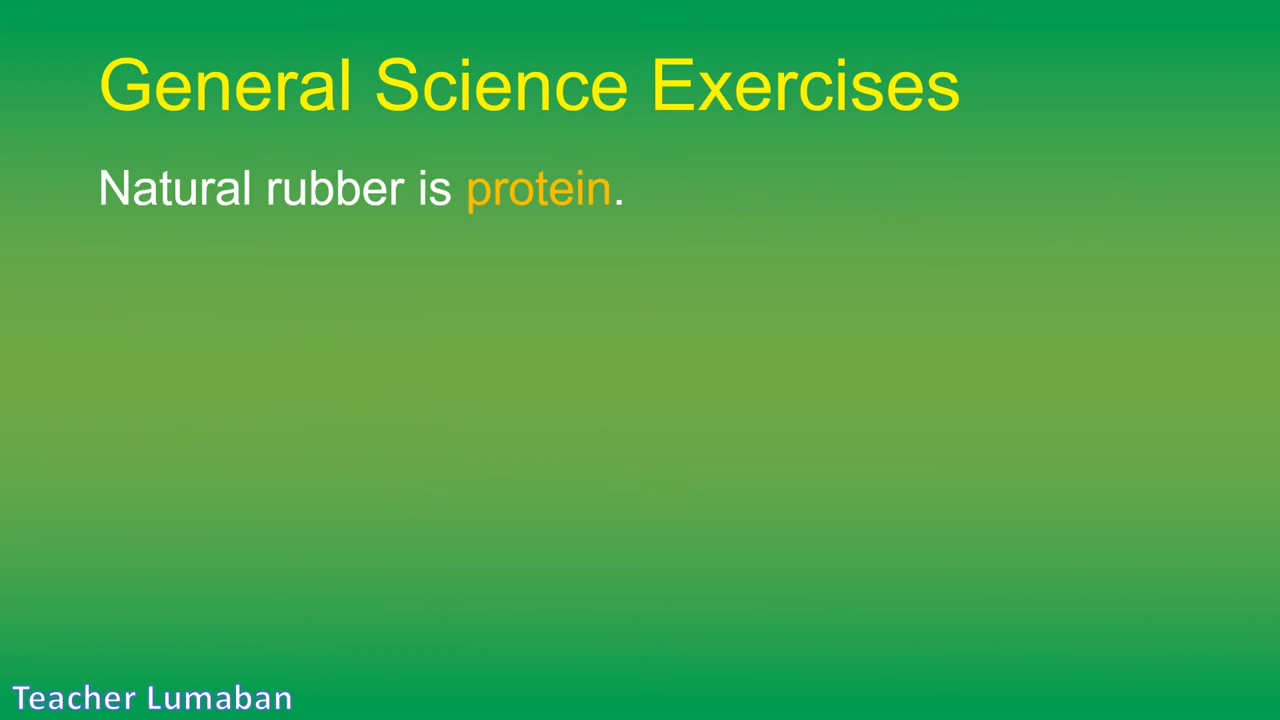 General Science Exercises
Natural rubber is protein.
Teacher Lumaban